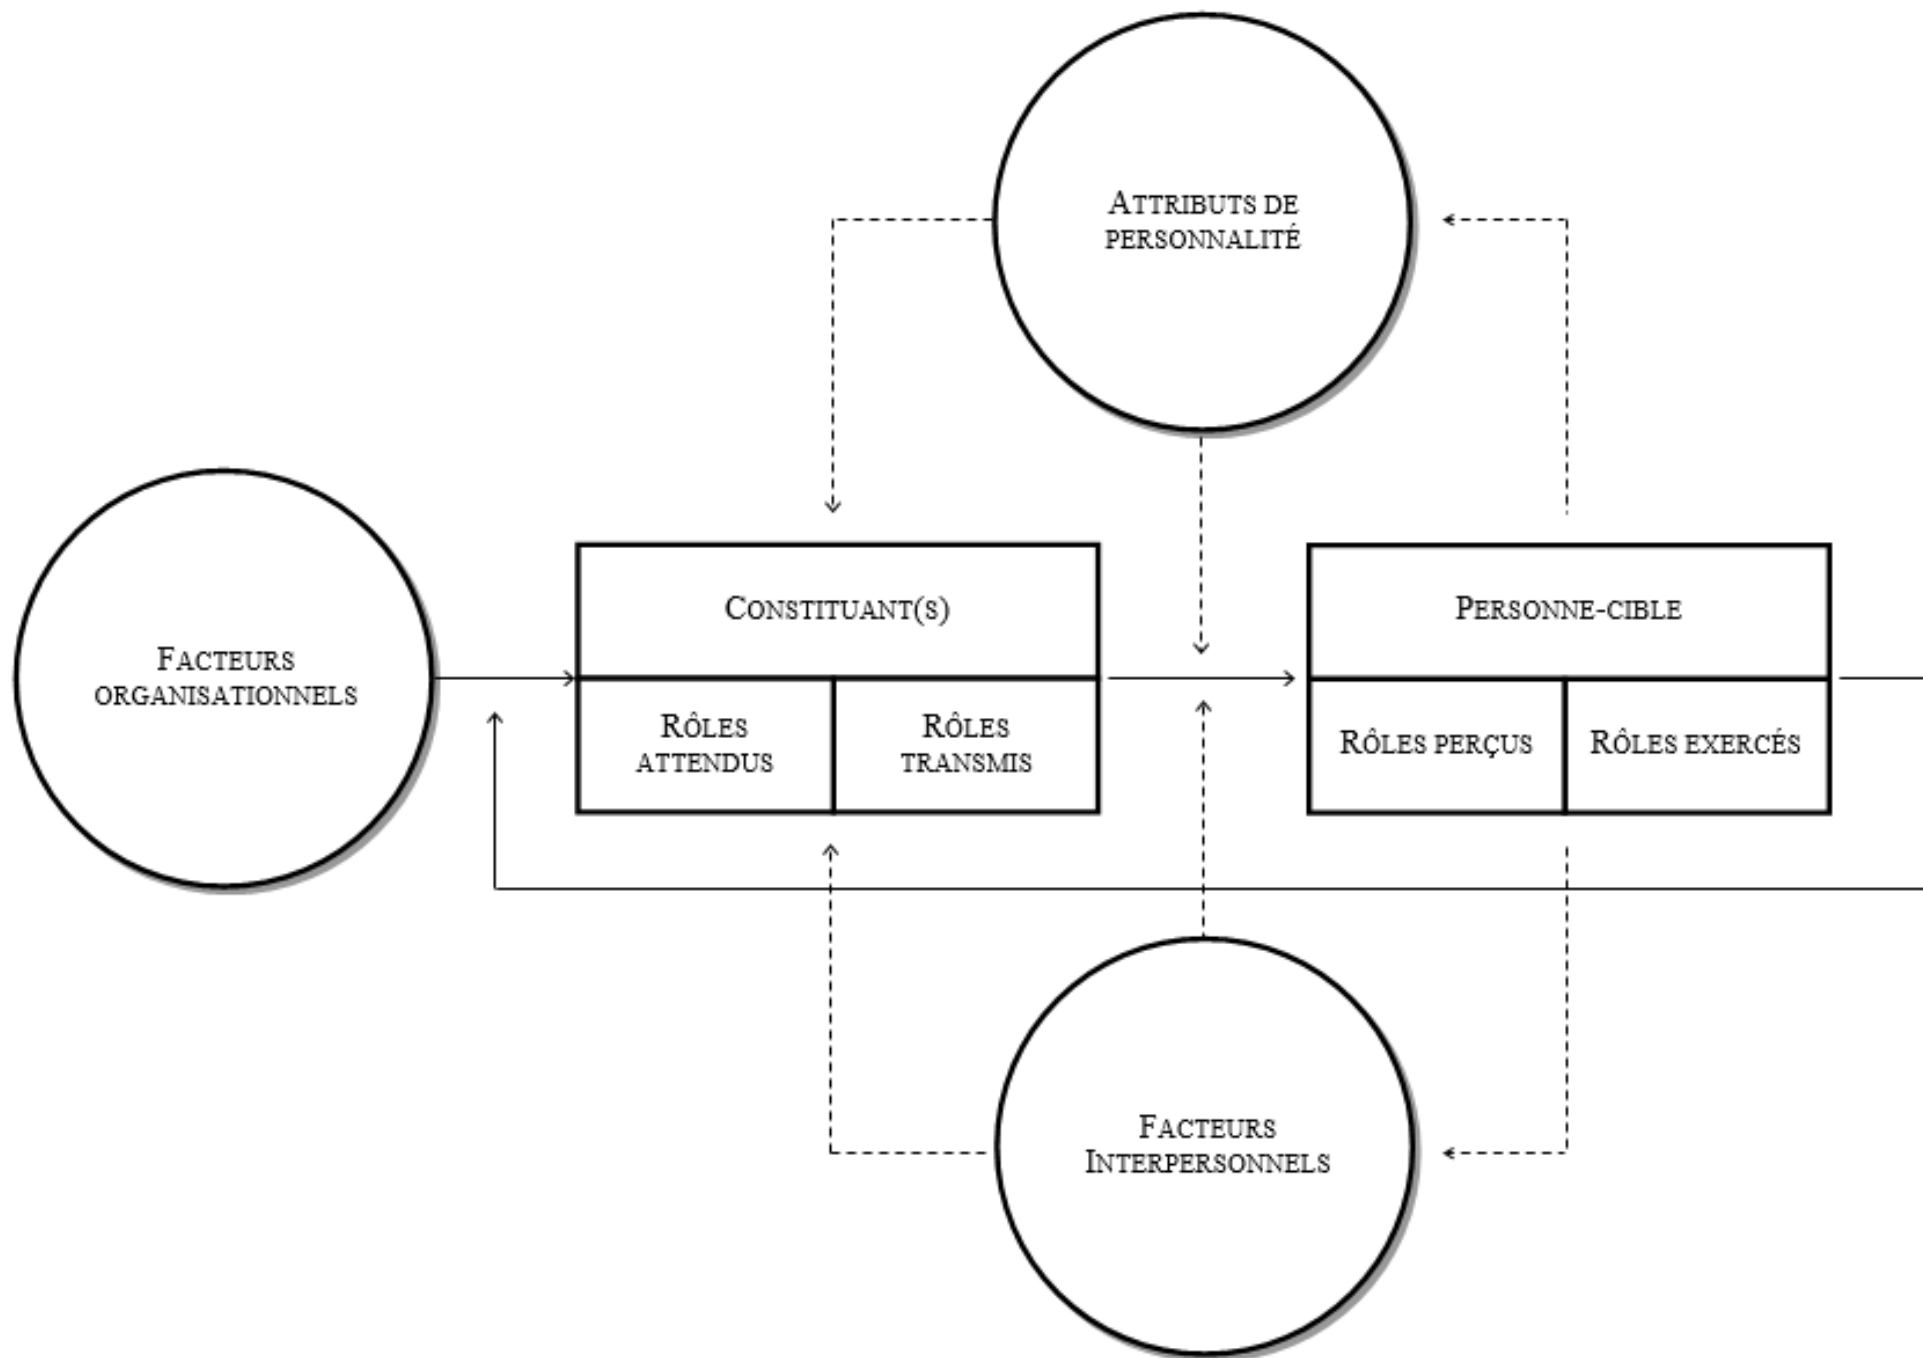 Attributs de
personnalité
Facteurs
organisationnels
Constituant(s)
Rôles
attendus
Rôles
transmis
Personne-cible
Rôles perçus
Rôles exercés
Facteurs
Interpersonnels